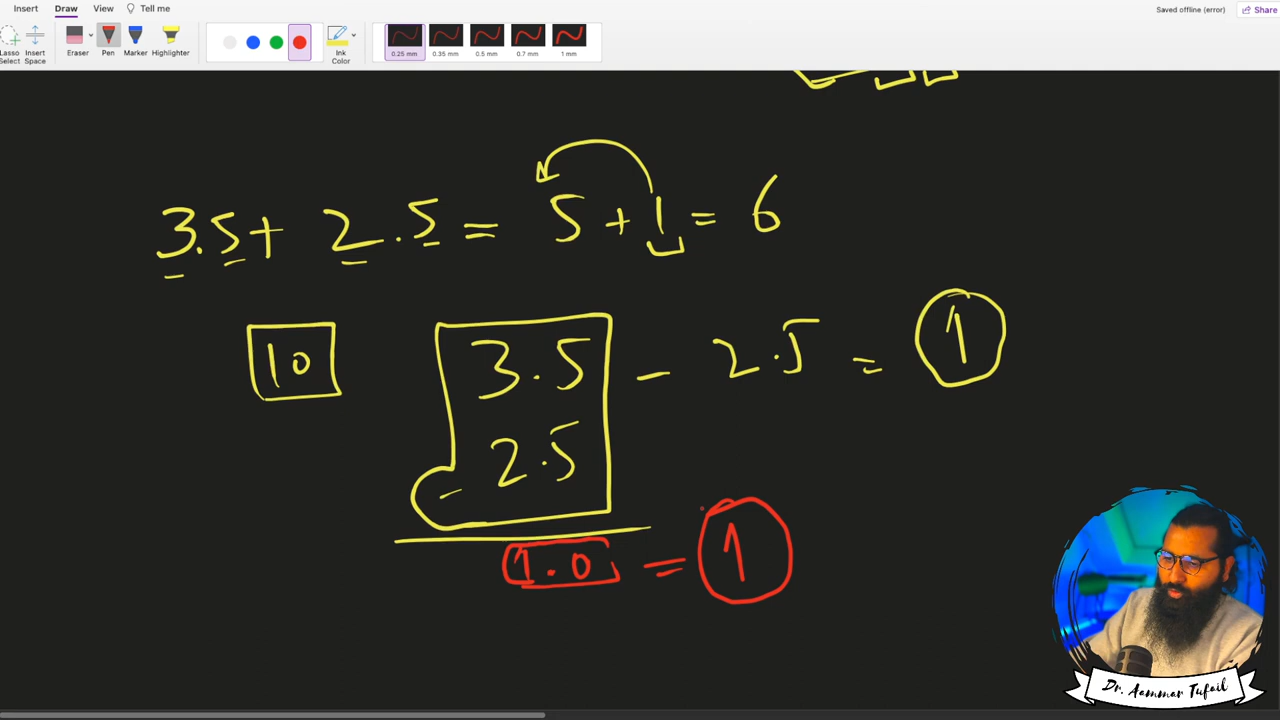 Insert Draw View Tell me Saved offline (error) Share
Lasso Select Insert Space Eraser Pen Marker Highlighter Ink Color 0.25 mm 0.35 mm 0.5 mm 0.7 mm 1 mm
3.5 + 2.5 = 5 + 1 = 6
10 3.5 - 2.5 = 1
- 2.5
1.0 = 1
Dr. Aammar Tufail